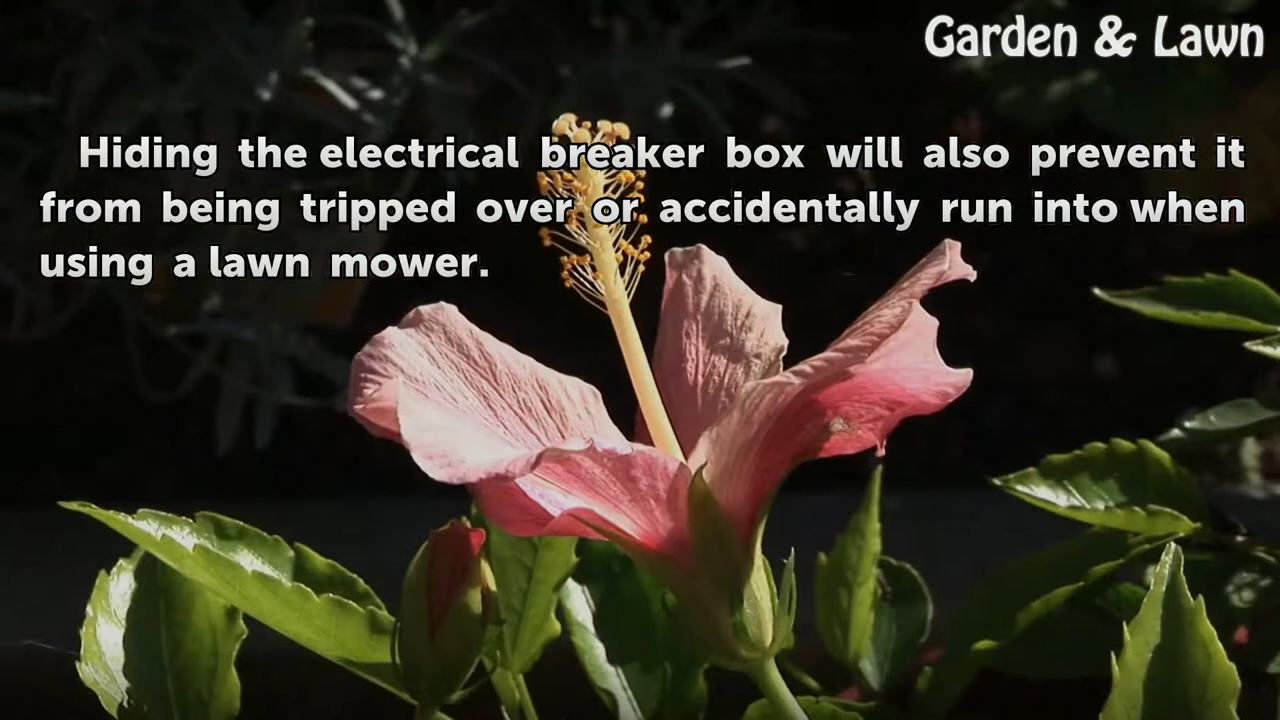 Garden & Lawn
Hiding the electrical breaker box will also prevent it
from being tripped over or accidentally run into when
using a lawn mower.